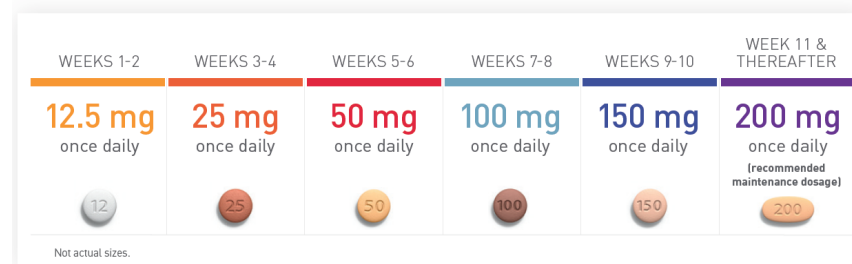 WEEKS 1-2
12.5 mg
once daily
12
WEEKS 3-4
25 mg
once daily
25
WEEKS 5-6
50 mg
once daily
50
WEEKS 7-8
100 mg
once daily
100
WEEKS 9-10
150 mg
once daily
150
WEEK 11 &
THEREAFTER
200 mg
once daily
(recommended
maintenance dosage)
200
Not actual sizes.